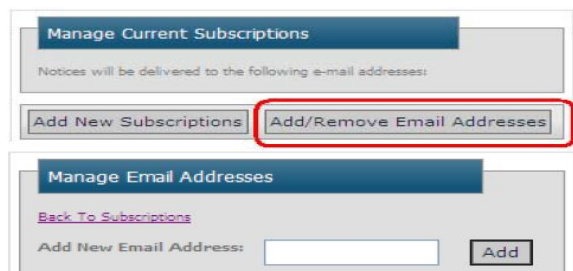 Manage Current Subscriptions
Notices will be delivered to the following e-mail addresses:
Add New Subscriptions Add/Remove Email Addresses
Manage Email Addresses
Back To Subscriptions
Add New Email Address: Add